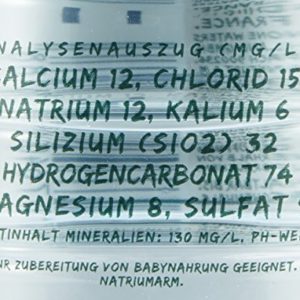 NALYSENAUSZUG (MG/L
ALCIUM 12, CHLORID 15
NATRIUM 12, KALIUM 6
SILIZIUM (SIO2) 32
HYDROGENCARBONAT 74
AGNESIUM 8, SULFAT
TINHALT MINERALIEN: 130 MG/L, PH-WE
UR ZUBEREITUNG VON BABYNAHRUNG GEEIGNET.
NATRIUMARM.